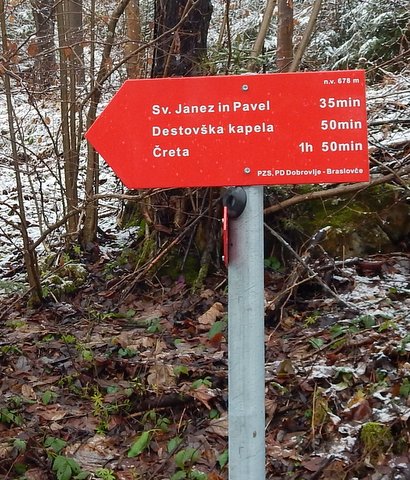 n.v. 678 m
Sv. Janez in Pavel 35min
Destovška kapela 50min
Čreta 1h 50min
PZS, PD Dobrovlje - Braslovče